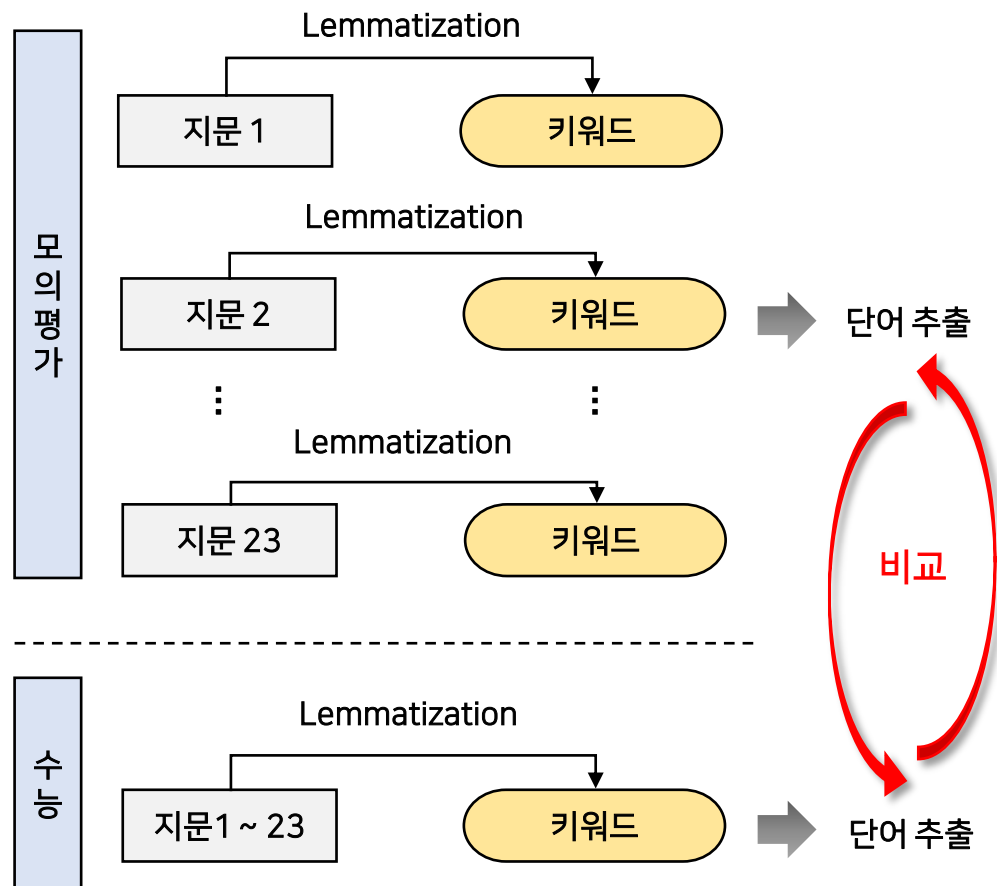 Lemmatization
지문 1
키워드
Lemmatization
모의평가
지문 2
키워드
단어 추출
Lemmatization
지문 23
키워드
비교
Lemmatization
수능
지문1 ~ 23
키워드
단어 추출